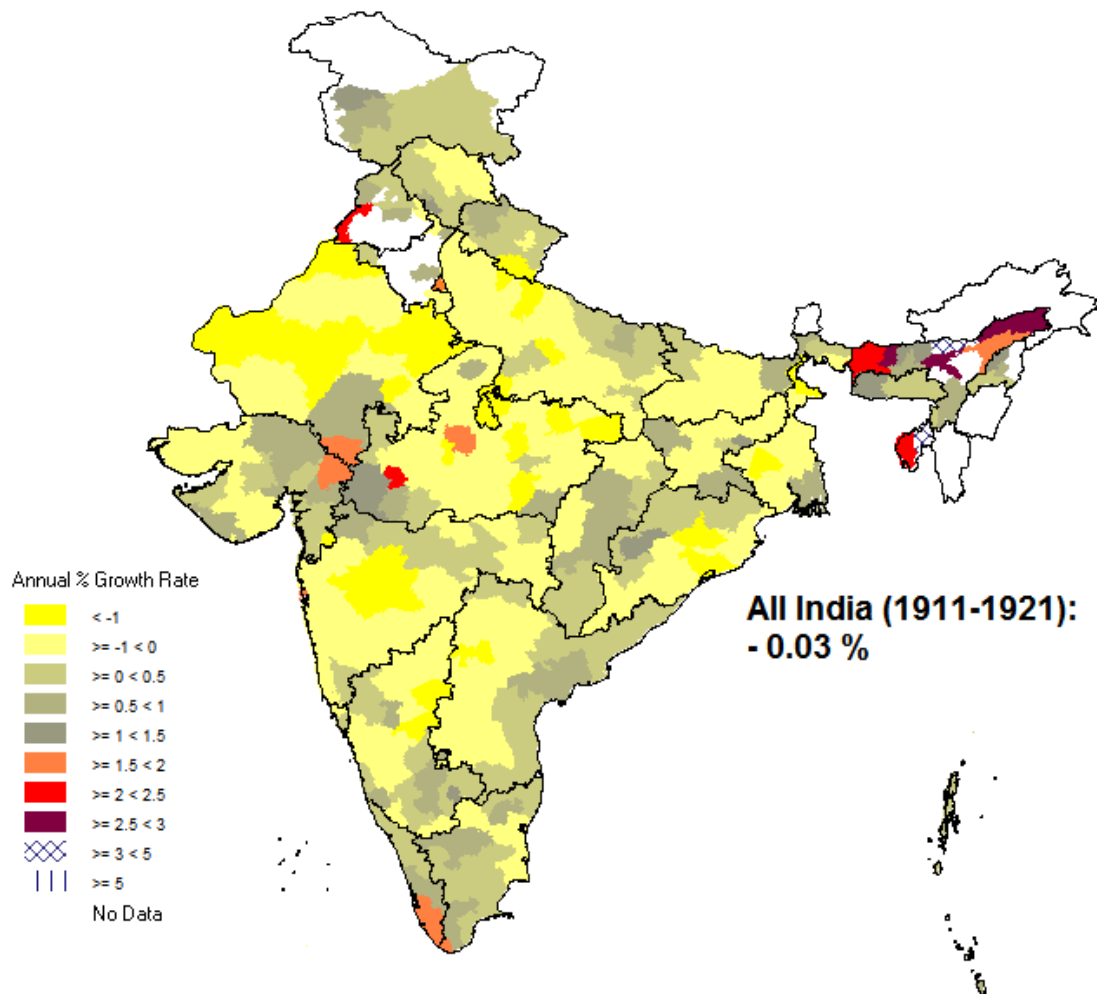 Annual % Growth Rate
< -1
>= -1 < 0
>= 0 < 0.5
>= 0.5 < 1
>= 1 < 1.5
>= 1.5 < 2
>= 2 < 2.5
>= 2.5 < 3
>= 3 < 5
>= 5
No Data
All India (1911-1921):
- 0.03 %